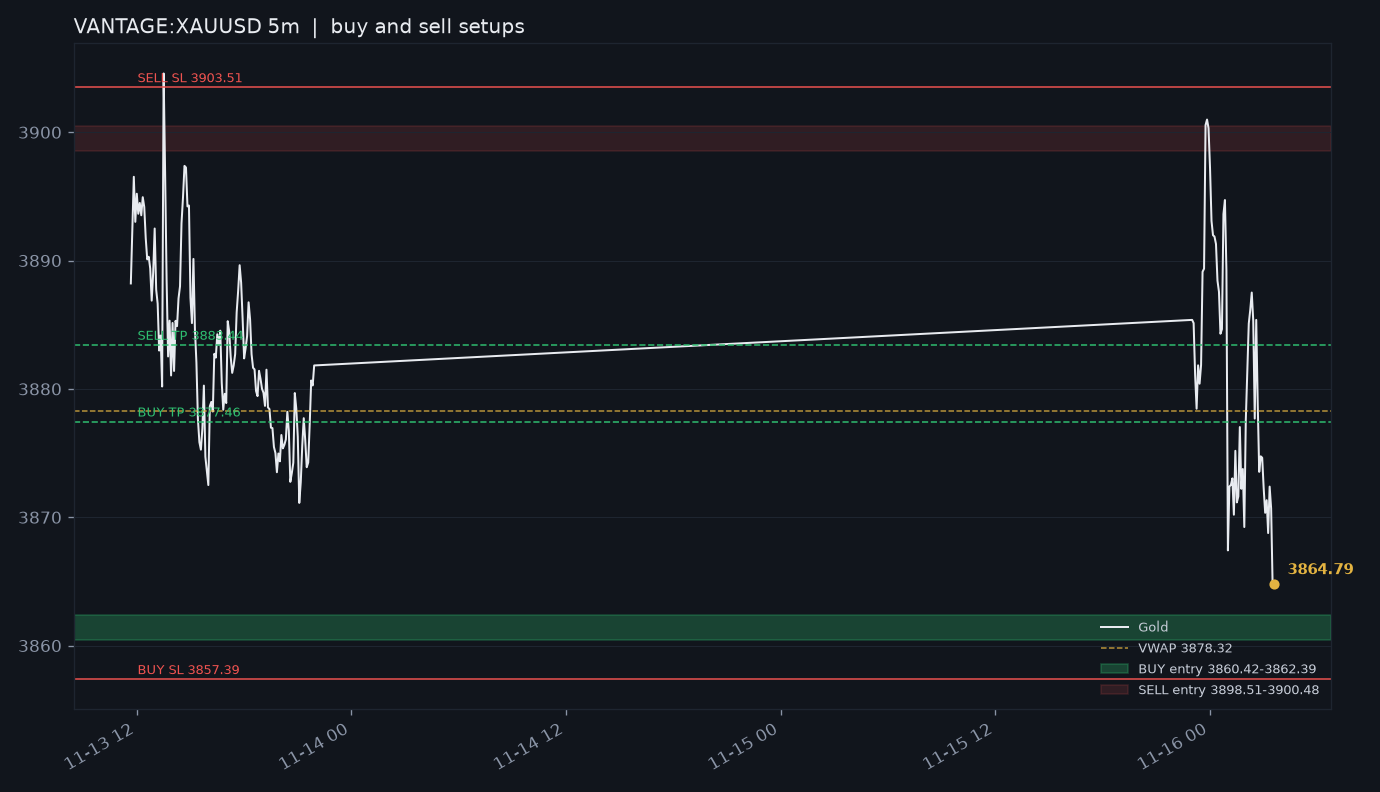 VANTAGE:XAUUSD 5m | buy and sell setups
SELL SL 3903.51
3900
3890
SELL TP 3883.44
3880
BUY TP 3877.46
3870
3864.79
3860
BUY SL 3857.39
Gold
VWAP 3878.32
BUY entry 3860.42-3862.39
SELL entry 3898.51-3900.48
11-13 12
11-14 00
11-14 12
11-15 00
11-15 12
11-16 00